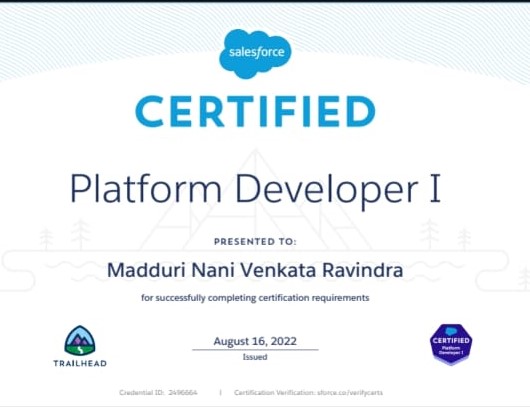 salesforce
CERTIFIED
Platform Developer I
PRESENTED TO:
Madduri Nani Venkata Ravindra
for successfully completing certification requirements
August 16, 2022
Issued
TRAILHEAD
CERTIFIED
Platform
Developer I
Credential ID: 2496664 | Certification Verification: sforce.co/verifycerts